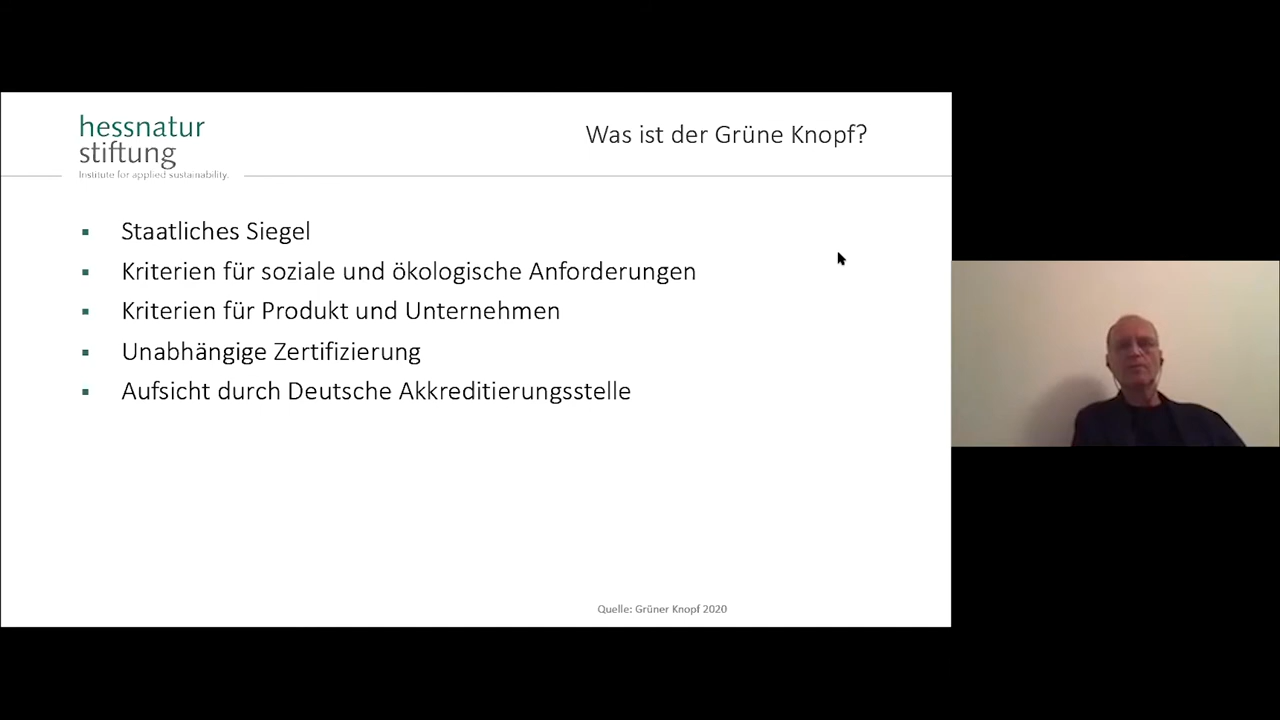 hessnatur
stiftung
Institute for applied sustainability.
Was ist der Grüne Knopf?
Staatliches Siegel
Kriterien für soziale und ökologische Anforderungen
Kriterien für Produkt und Unternehmen
Unabhängige Zertifizierung
Aufsicht durch Deutsche Akkreditierungsstelle
Quelle: Grüner Knopf 2020